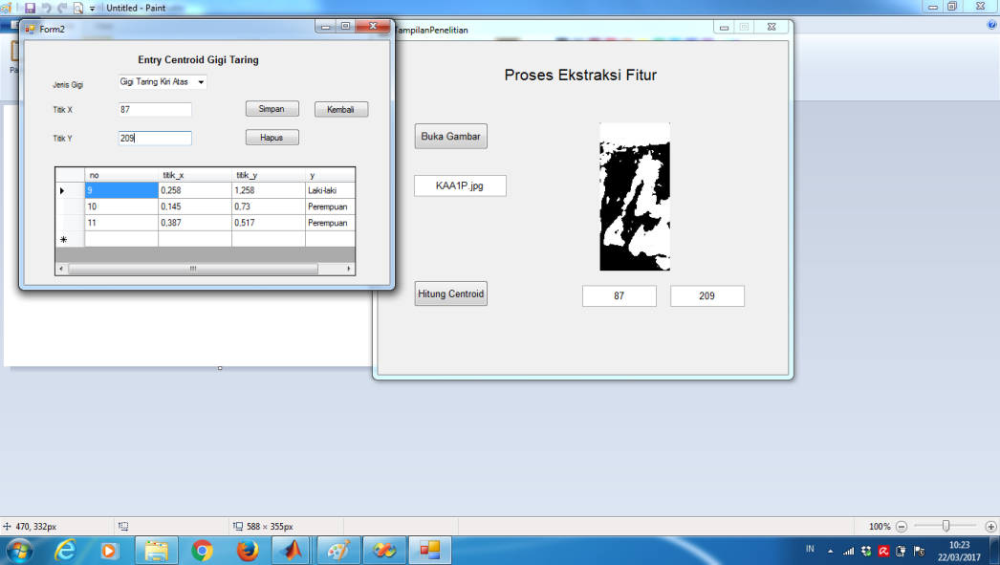 Untitled - Paint
Form2
Entry Centroid Gigi Taring
Jenis Gigi
Gigi Taring Kiri Atas
Titik X
87
Simpan
Kembali
Titik Y
209
Hapus
no titik_x titik_y y
9 0,258 1,258 Laki-laki
10 0,145 0,73 Perempuan
11 0,387 0,517 Perempuan
TampilanPenelitian
Proses Ekstraksi Fitur
Buka Gambar
KAA1P.jpg
Hitung Centroid
87
209
470, 332px
588 × 355px
100%
IN
10:23
22/03/2017